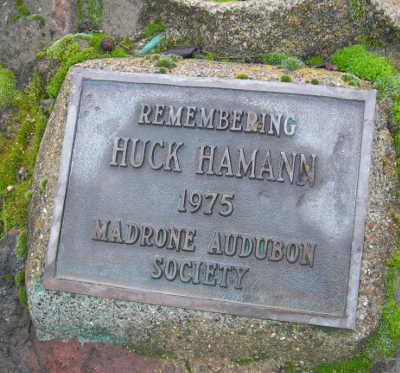 REMEMBERING
HUCK HAMANN
1975
MADRONE AUDUBON
SOCIETY